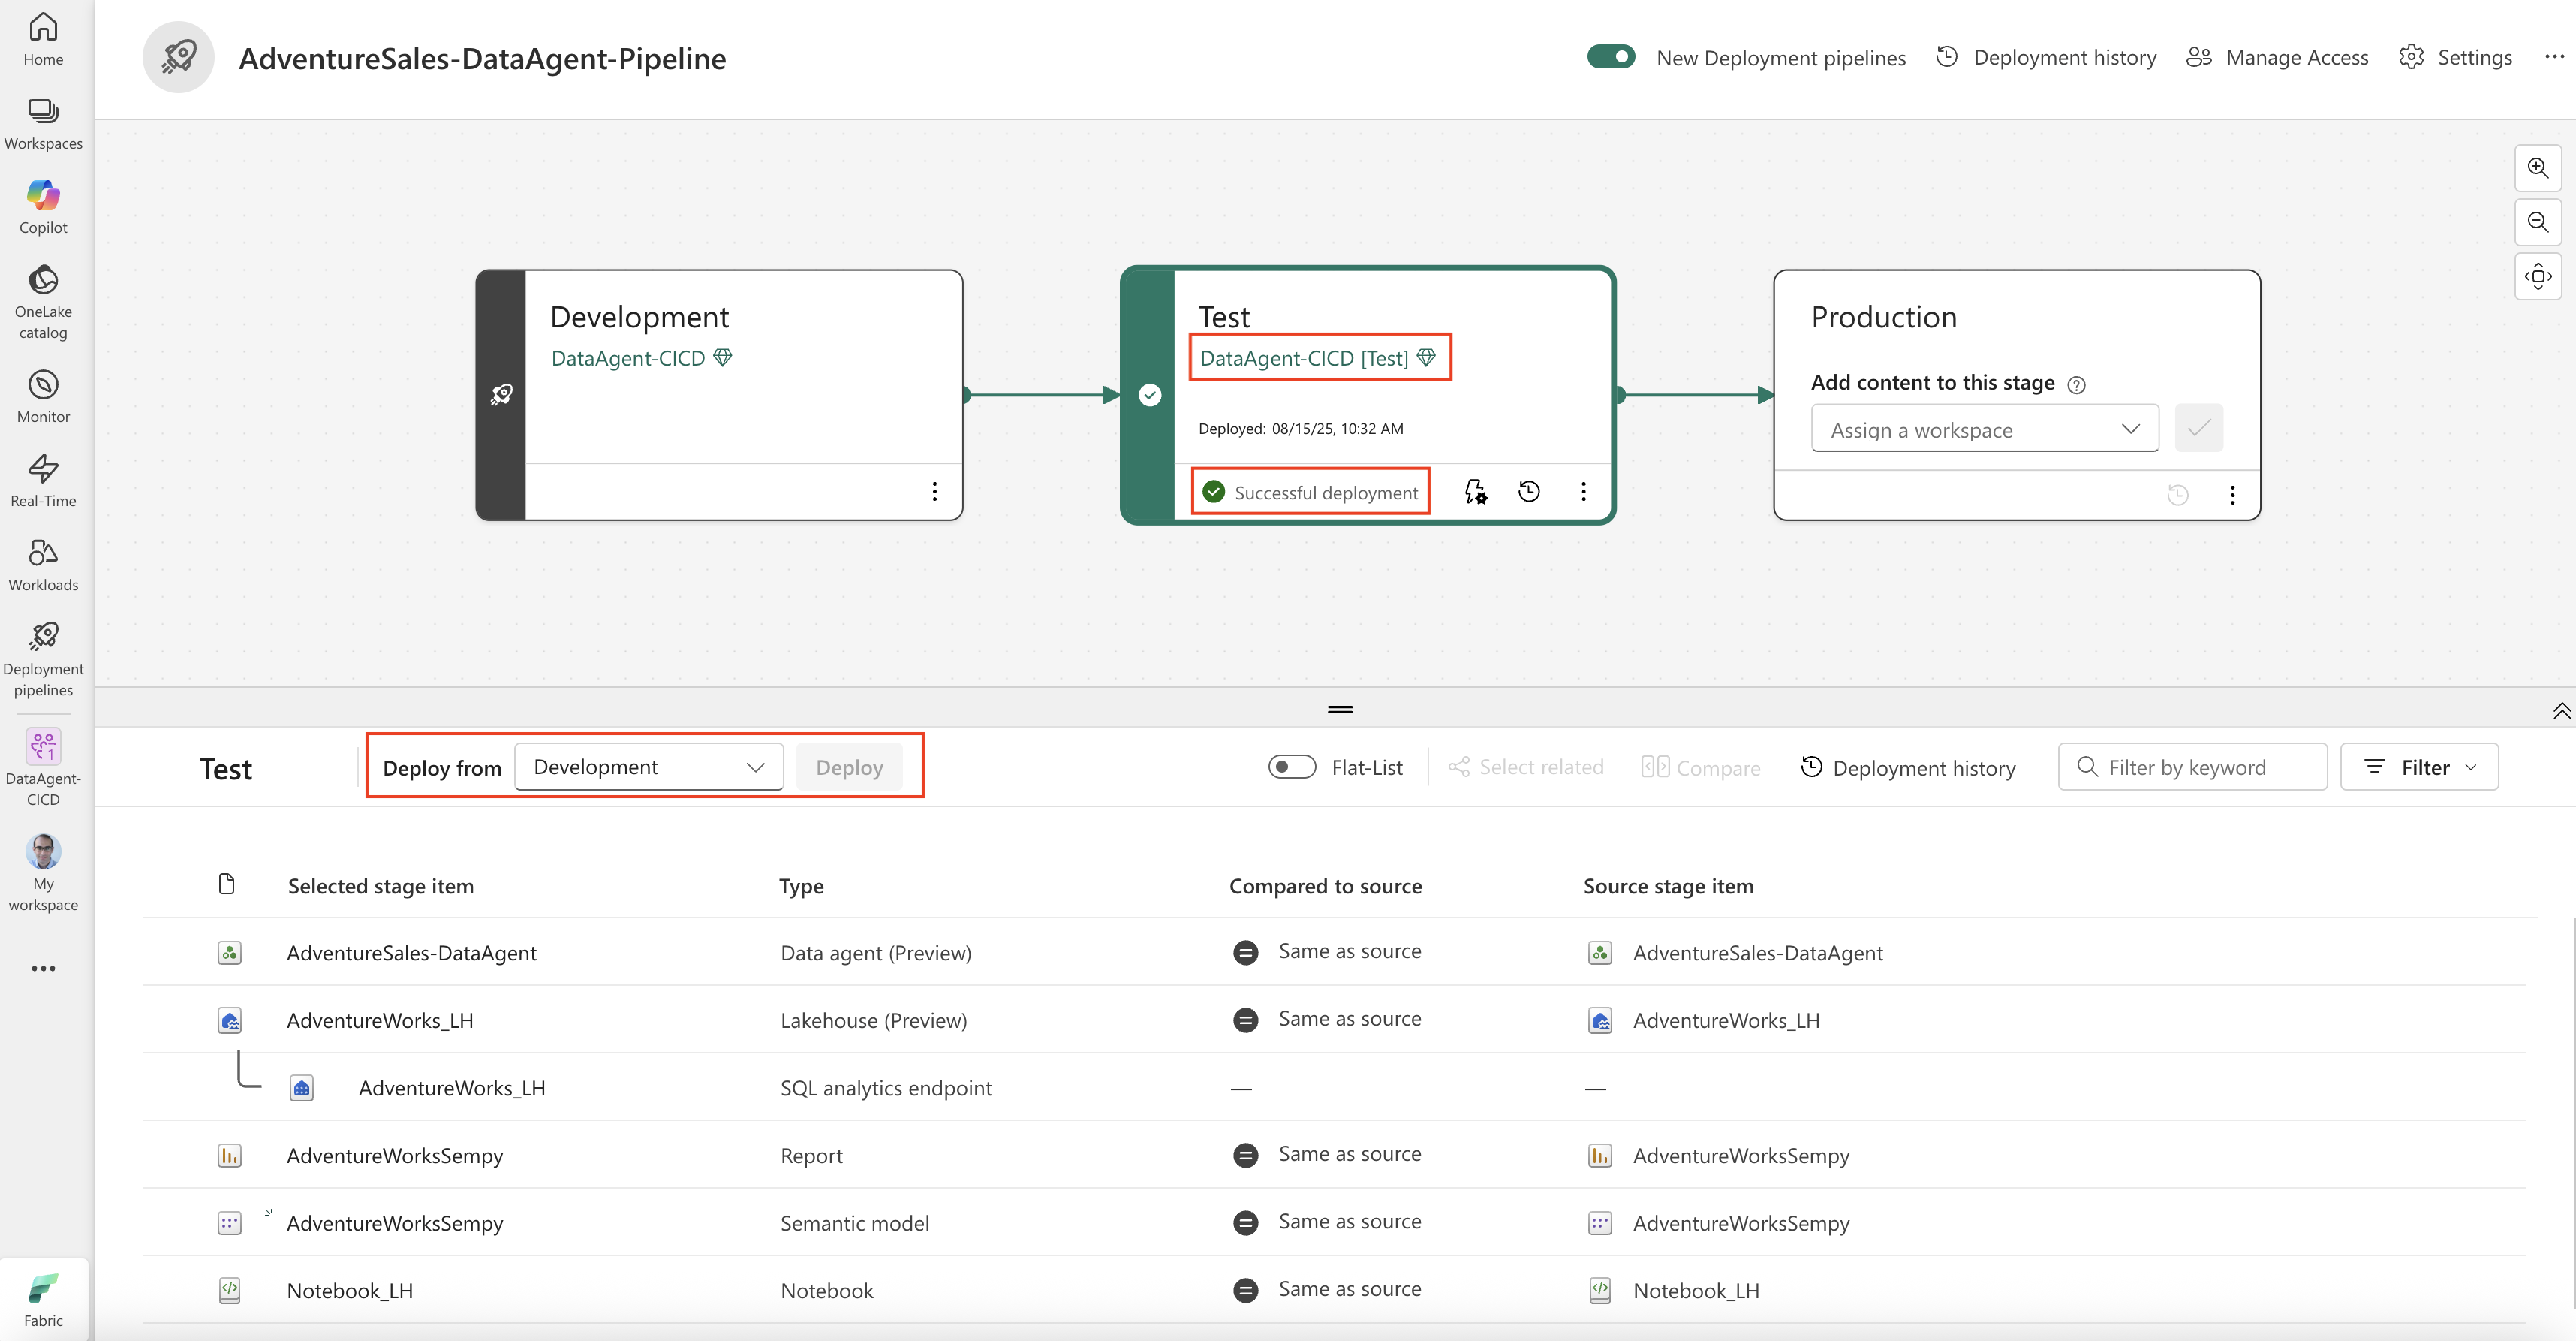 Home
Workspaces
Copilot
OneLake
catalog
Monitor
Real-Time
Workloads
Deployment
pipelines
1
DataAgent-
CICD
My
workspace
Fabric
AdventureSales-DataAgent-Pipeline
New Deployment pipelines
Deployment history
Manage Access
Settings
Development
DataAgent-CICD
Test
DataAgent-CICD [Test]
Deployed: 08/15/25, 10:32 AM
Successful deployment
Production
Add content to this stage
Assign a workspace
Test
Deploy from
Development
Deploy
Flat-List
Select related
Compare
Deployment history
Filter by keyword
Filter
Selected stage item Type Compared to source Source stage item
AdventureSales-DataAgent Data agent (Preview) Same as source AdventureSales-DataAgent
AdventureWorks_LH Lakehouse (Preview) Same as source AdventureWorks_LH
AdventureWorks_LH SQL analytics endpoint — —
AdventureWorksSempy Report Same as source AdventureWorksSempy
AdventureWorksSempy Semantic model Same as source AdventureWorksSempy
Notebook_LH Notebook Same as source Notebook_LH